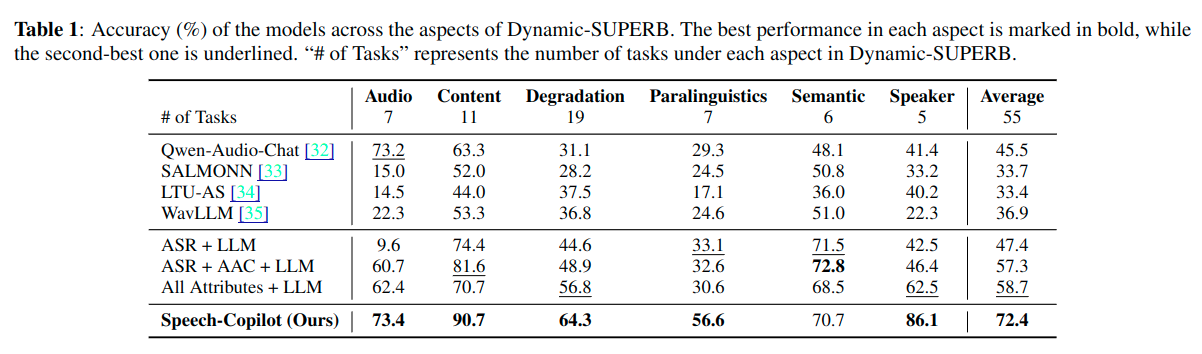 Table 1: Accuracy (%) of the models across the aspects of Dynamic-SUPERB. The best performance in each aspect is marked in bold, while
the second-best one is underlined. “# of Tasks” represents the number of tasks under each aspect in Dynamic-SUPERB.
Audio Content Degradation Paralinguistics Semantic Speaker Average
# of Tasks 7 11 19 7 6 5 55
Qwen-Audio-Chat [32] 73.2 63.3 31.1 29.3 48.1 41.4 45.5
SALMONN [33] 15.0 52.0 28.2 24.5 50.8 33.2 33.7
LTU-AS [34] 14.5 44.0 37.5 17.1 36.0 40.2 33.4
WavLLM [35] 22.3 53.3 36.8 24.6 51.0 22.3 36.9
ASR + LLM 9.6 74.4 44.6 33.1 71.5 42.5 47.4
ASR + AAC + LLM 60.7 81.6 48.9 32.6 72.8 46.4 57.3
All Attributes + LLM 62.4 70.7 56.8 30.6 68.5 62.5 58.7
Speech-Copilot (Ours) 73.4 90.7 64.3 56.6 70.7 86.1 72.4